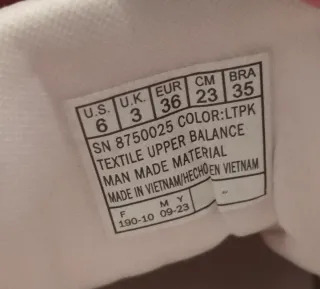 U.S. U.K. EUR CM BRA
6 3 36 23 35
SN 8750025 COLOR:LTPK
TEXTILE UPPER BALANCE
MAN MADE MATERIAL
MADE IN VIETNAM/HECHO EN VIETNAM
F M Y
190-10 09-23